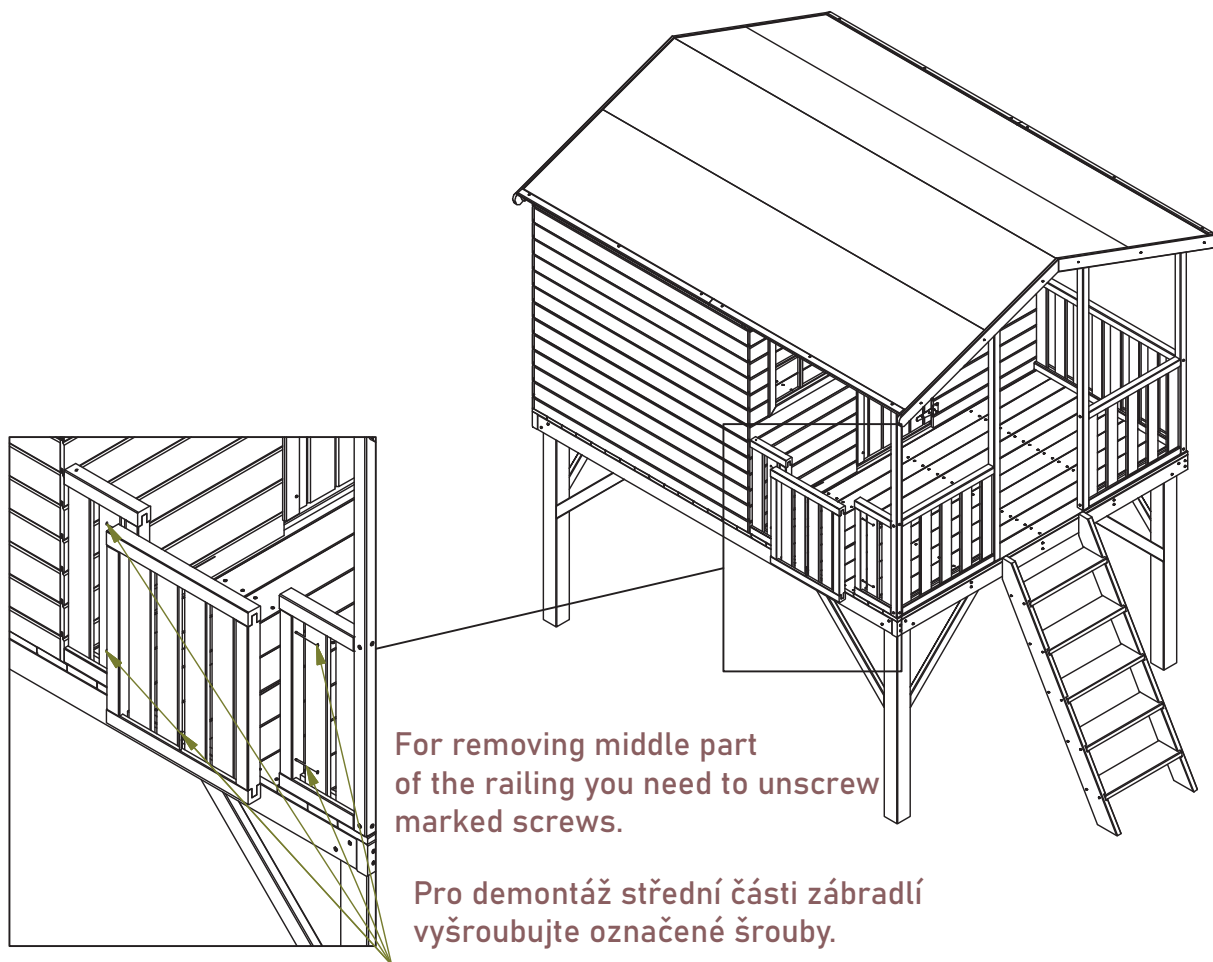 For removing middle part
of the railing you need to unscrew
marked screws.
Pro demontáž střední části zábradlí
vyšroubujte označené šrouby.